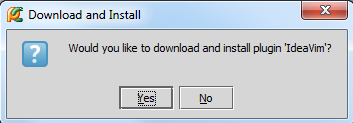 Download and Install
Would you like to download and install plugin 'IdeaVim'?
Yes No